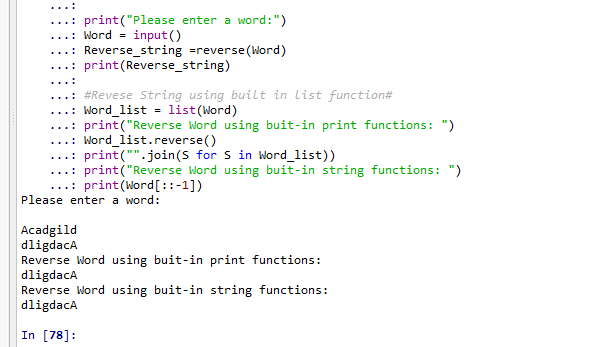 ...:
...: print("Please enter a word:")
...: Word = input()
...: Reverse_string =reverse(Word)
...: print(Reverse_string)
...:
...: #Revese String using built in list function#
...: Word_list = list(Word)
...: print("Reverse Word using buit-in print functions: ")
...: Word_list.reverse()
...: print("".join(S for S in Word_list))
...: print("Reverse Word using buit-in string functions: ")
...: print(Word[::-1])
Please enter a word:
Acadgild
dligdacA
Reverse Word using buit-in print functions:
dligdacA
Reverse Word using buit-in string functions:
dligdacA
In [78]: